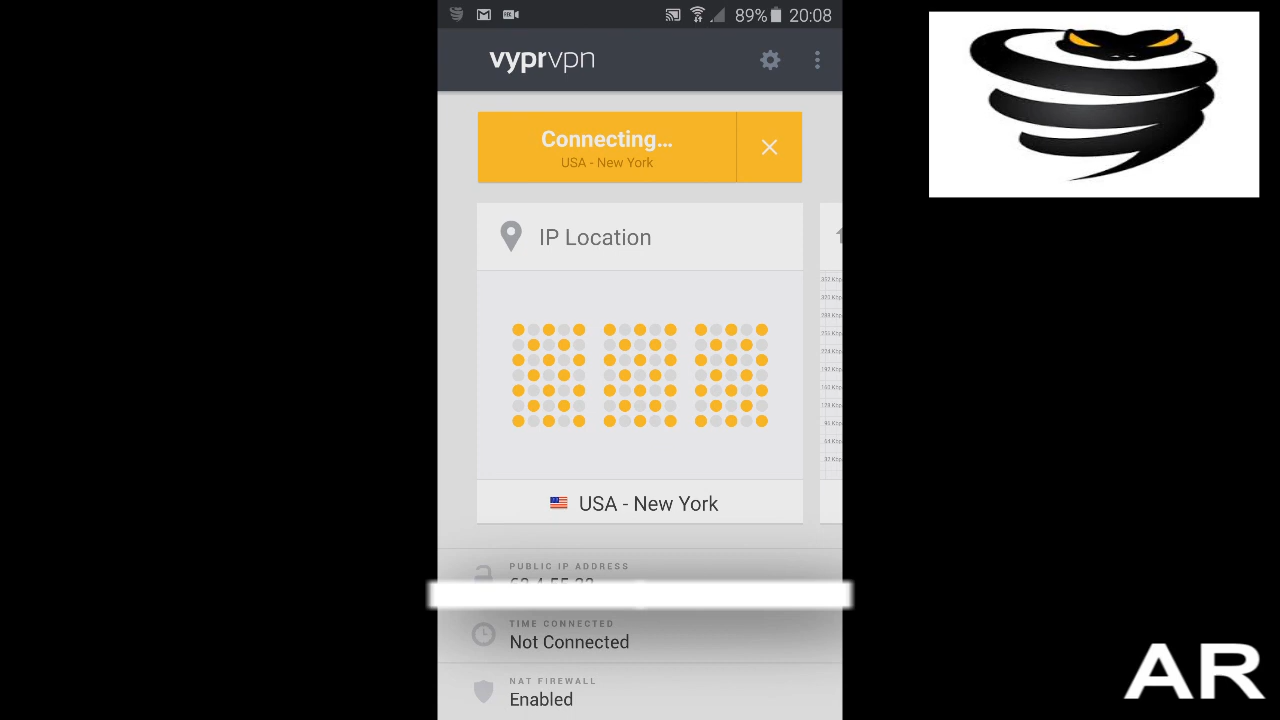 89% 20:08
vyprvpn
Connecting...
USA - New York
IP Location
USA - New York
PUBLIC IP ADDRESS
TIME CONNECTED
Not Connected
NAT FIREWALL
Enabled
AR